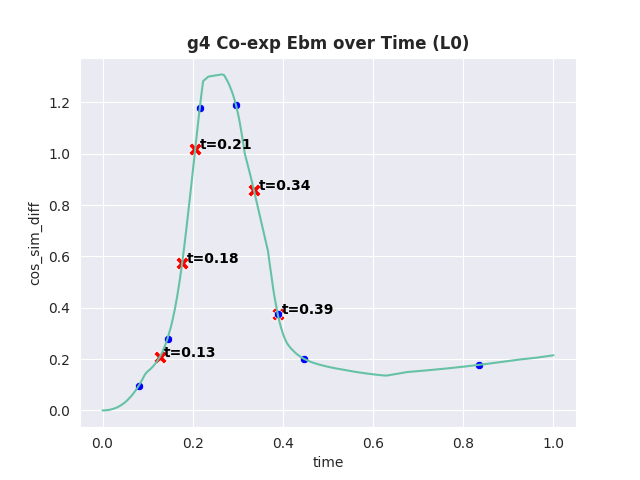 g4 Co-exp Ebm over Time (L0)
cos_sim_diff
1.2
1.0
0.8
0.6
0.4
0.2
0.0
t=0.21
t=0.34
t=0.18
t=0.39
t=0.13
0.0 0.2 0.4 0.6 0.8 1.0
time